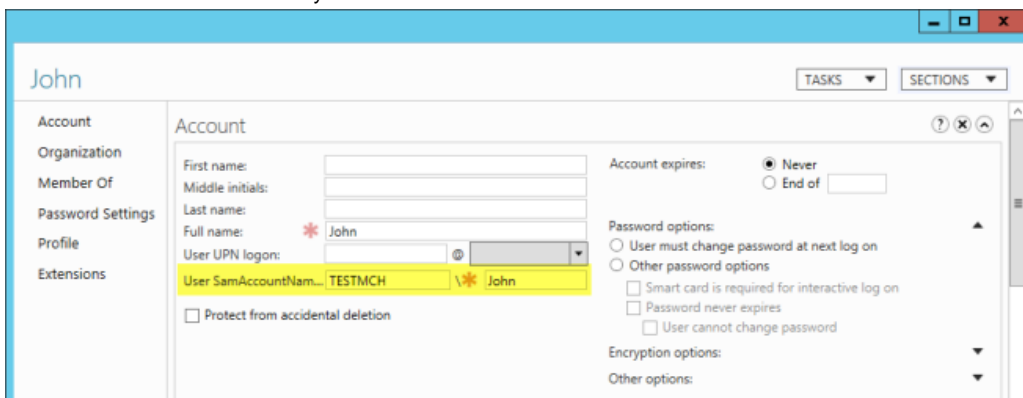 John
TASKS
SECTIONS
Account
Organization
Member Of
Password Settings
Profile
Extensions
Account
First name:
Middle initials:
Last name:
Full name: * John
User UPN logon: @
User SamAccountNam... TESTMCH \* John
Protect from accidental deletion
Account expires:
Never
End of
Password options:
User must change password at next log on
Other password options
Smart card is required for interactive log on
Password never expires
User cannot change password
Encryption options:
Other options: